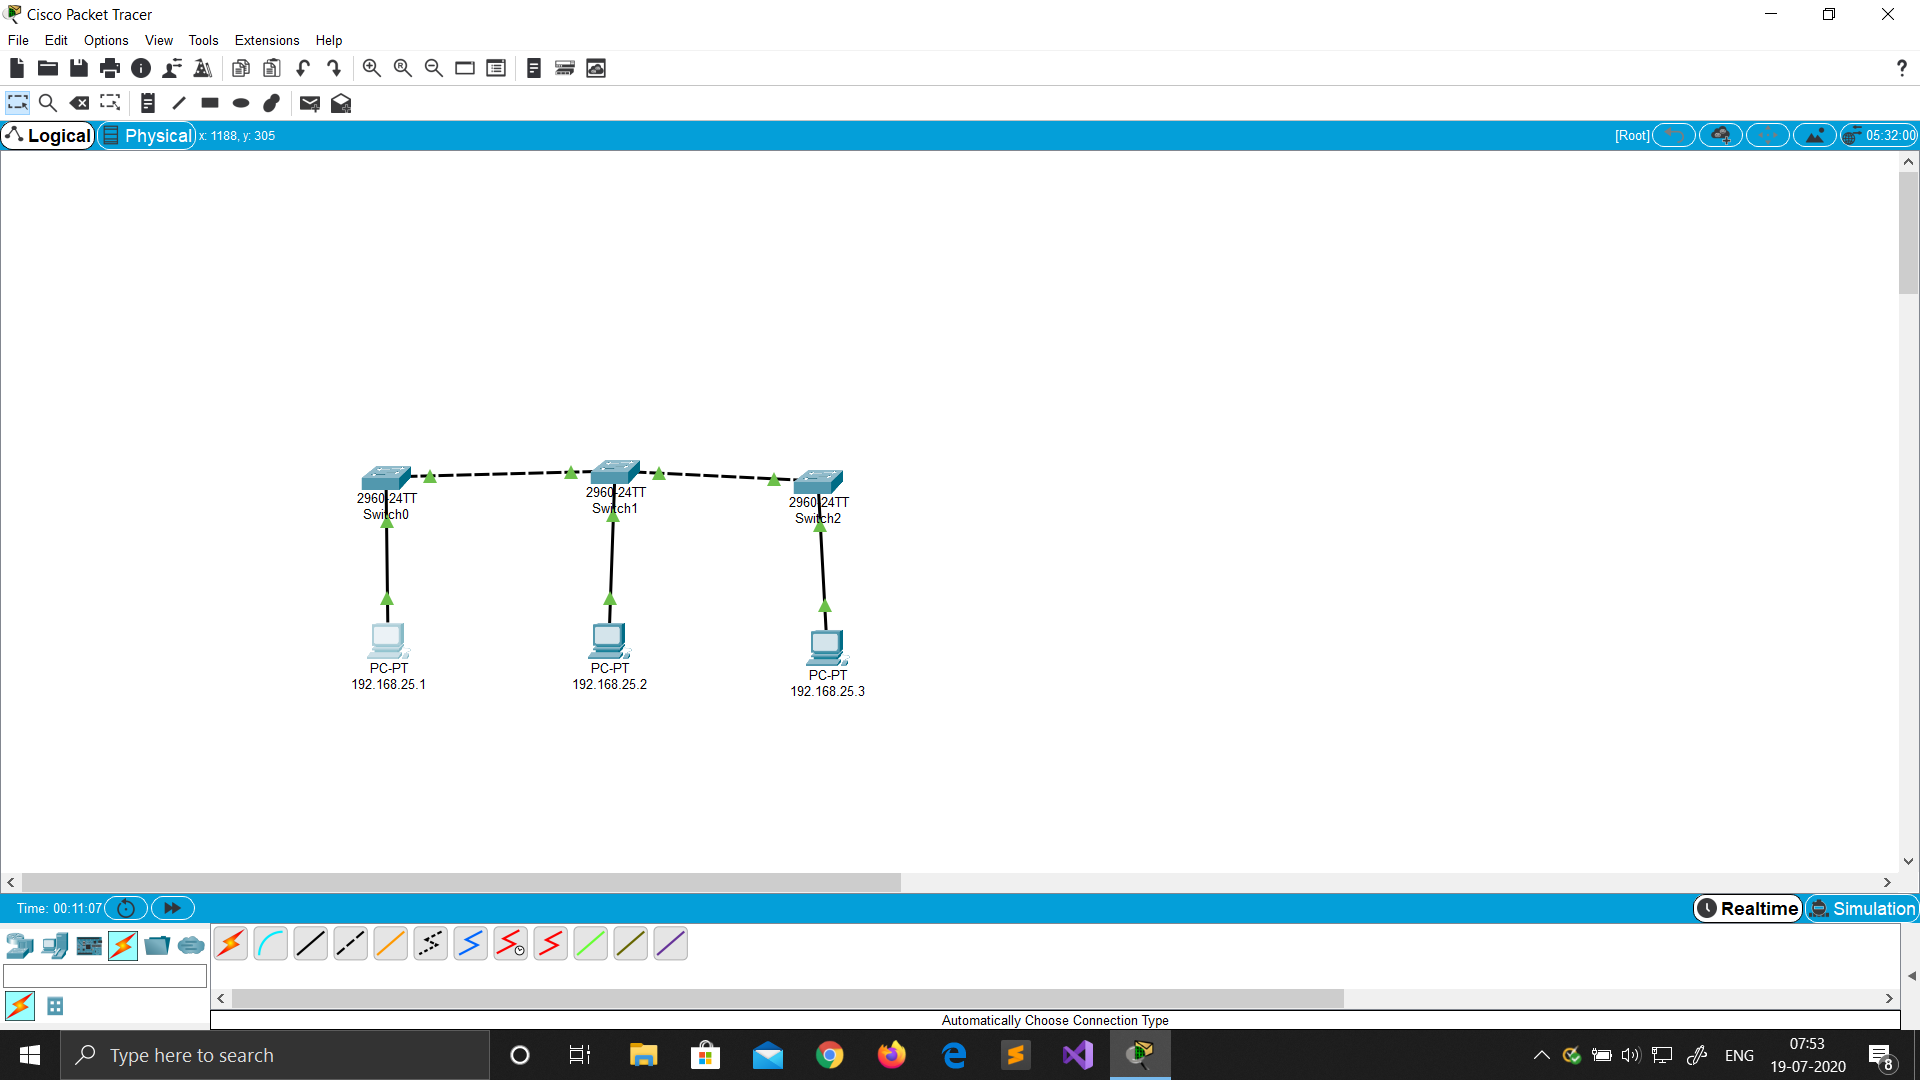 Cisco Packet Tracer
File Edit Options View Tools Extensions Help
?
Logical Physical x: 1188, y: 305 [Root] 05:32:00
2960-24TT
Switch0
2960-24TT
Switch1
2960-24TT
Switch2
PC-PT
192.168.25.1
PC-PT
192.168.25.2
PC-PT
192.168.25.3
Time: 00:11:07 Realtime Simulation
Automatically Choose Connection Type
Type here to search
ENG
07:53
19-07-2020
8